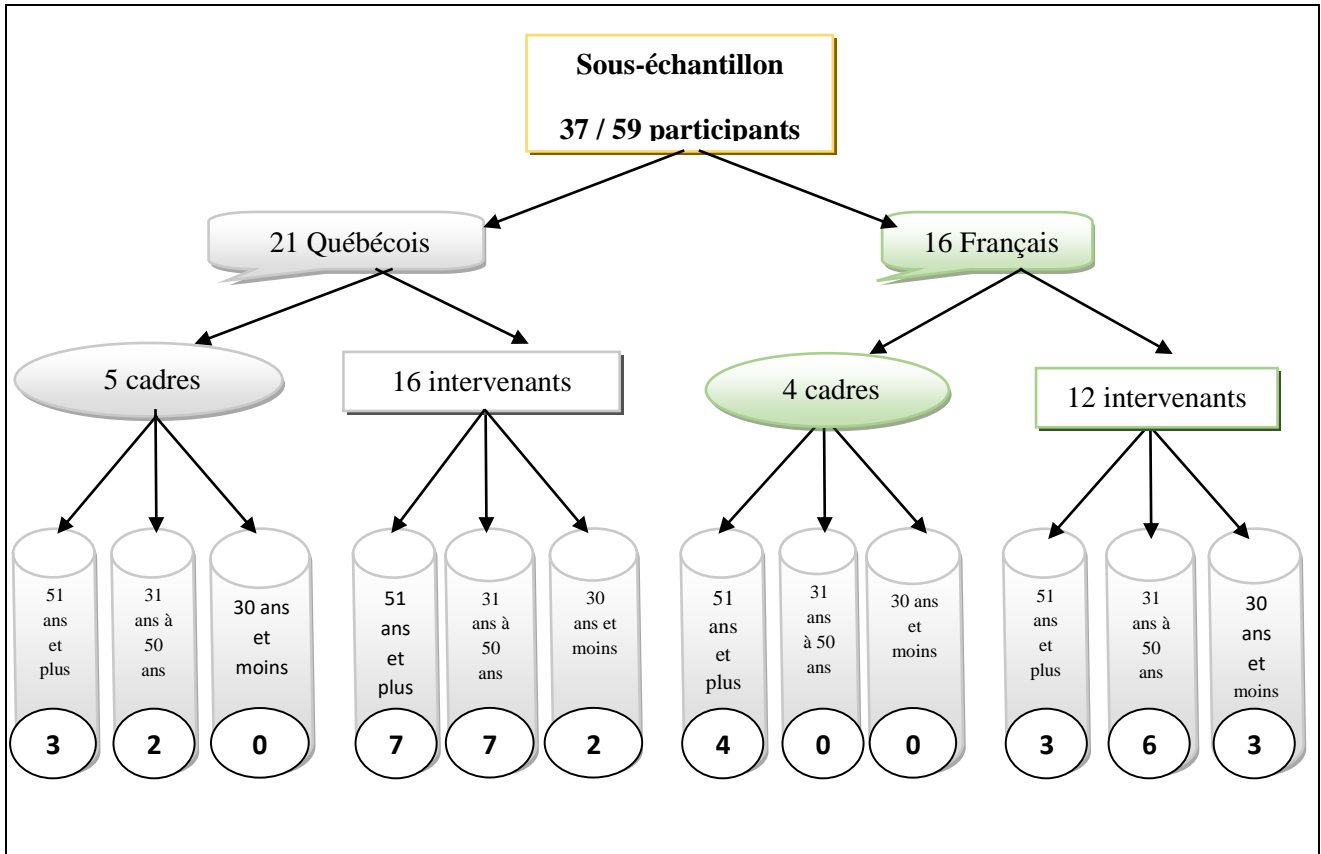 Sous-échantillon
37 / 59 participants
21 Québécois
16 Français
5 cadres
16 intervenants
4 cadres
12 intervenants
51
ans
et
plus
31
ans à
50
ans
30 ans
et
moins
51
ans
et
plus
31
ans à
50
ans
30
ans et
moins
51
ans
et
plus
31
ans
à 50
ans
30 ans
et
moins
51
ans
et
plus
31
ans à
50
ans
30
ans
et
moins
3
2
0
7
7
2
4
0
0
3
6
3